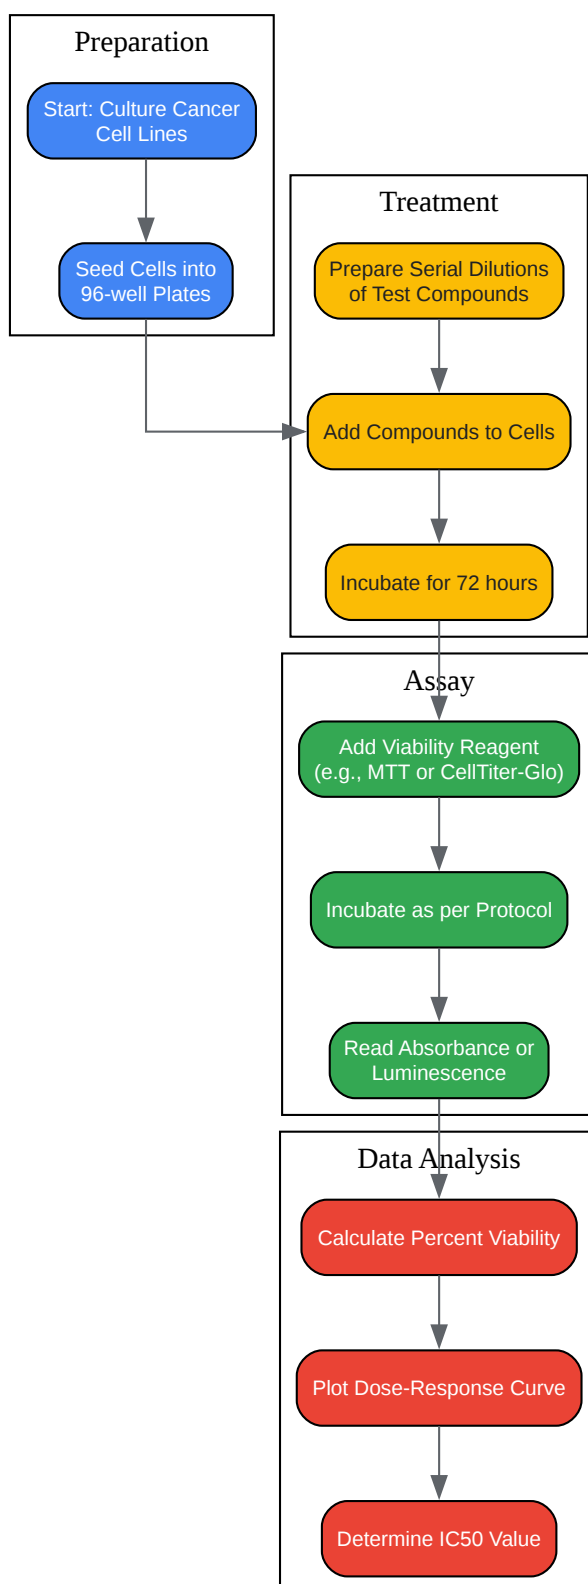 Preparation
Start: Culture Cancer
Cell Lines
Seed Cells into
96-well Plates
Treatment
Prepare Serial Dilutions
of Test Compounds
Add Compounds to Cells
Incubate for 72 hours
Assay
Add Viability Reagent
(e.g., MTT or CellTiter-Glo)
Incubate as per Protocol
Read Absorbance or
Luminescence
Data Analysis
Calculate Percent Viability
Plot Dose-Response Curve
Determine IC50 Value